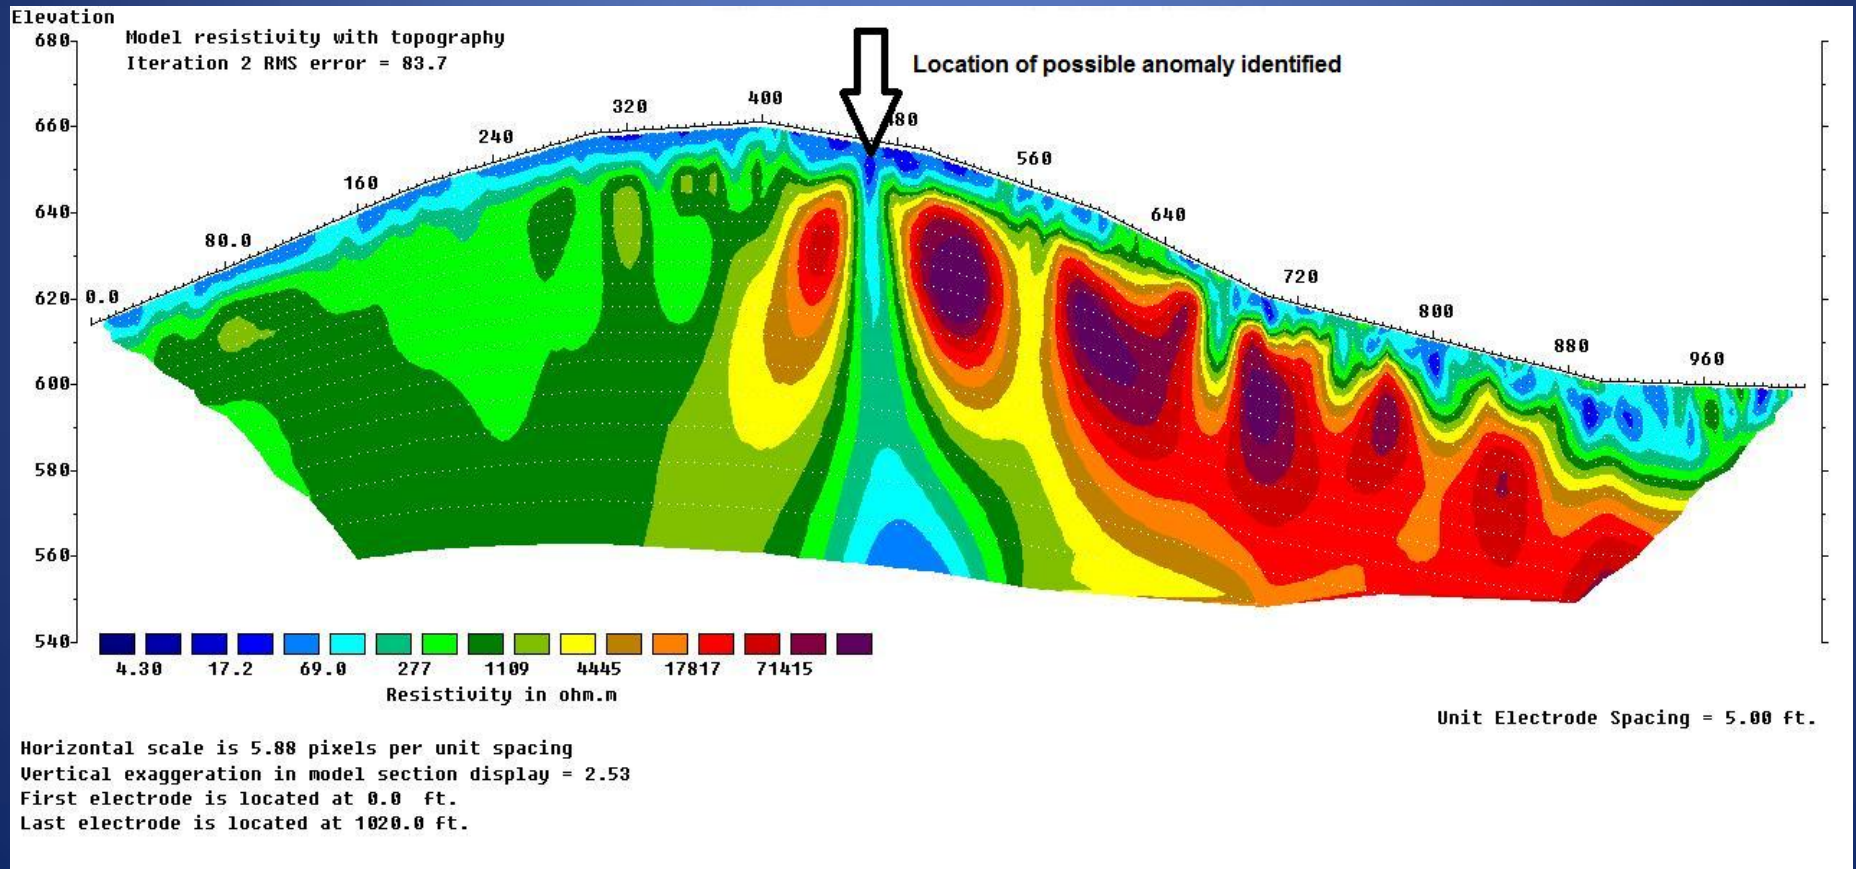 Elevation
680
Model resistivity with topography
Iteration 2 RMS error = 83.7
Location of possible anomaly identified
660
640
620
600
580
560
540
0.0
80.0
160
240
320
400
480
560
640
720
800
880
960
4.30 17.2 69.0 277 1109 4445 17817 71415
Resistivity in ohm.m
Unit Electrode Spacing = 5.00 ft.
Horizontal scale is 5.88 pixels per unit spacing
Vertical exaggeration in model section display = 2.53
First electrode is located at 0.0 ft.
Last electrode is located at 1020.0 ft.